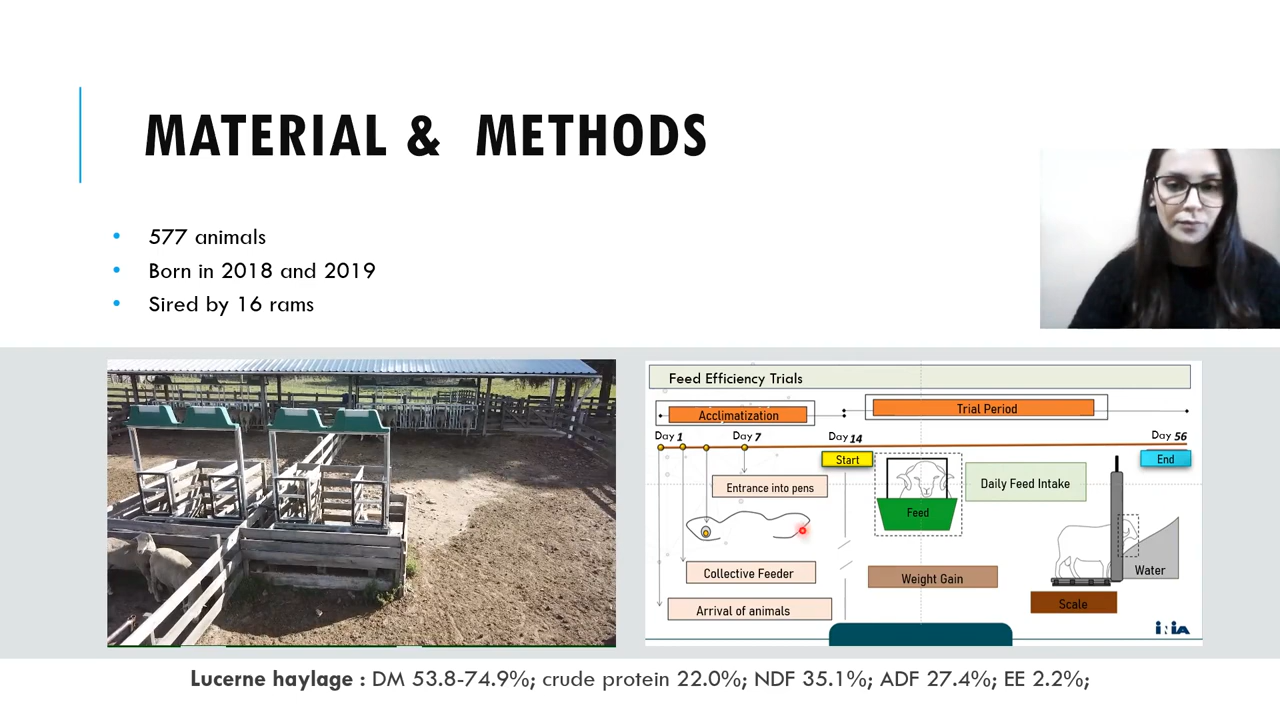 MATERIAL & METHODS
• 577 animals
• Born in 2018 and 2019
• Sired by 16 rams
Feed Efficiency Trials
Acclimatization
Trial Period
Day 1
Day 7
Day 14
Day 56
Start
End
Entrance into pens
Feed
Daily Feed Intake
Collective Feeder
Weight Gain
Water
Arrival of animals
Scale
INIA
Lucerne haylage : DM 53.8-74.9%; crude protein 22.0%; NDF 35.1%; ADF 27.4%; EE 2.2%;